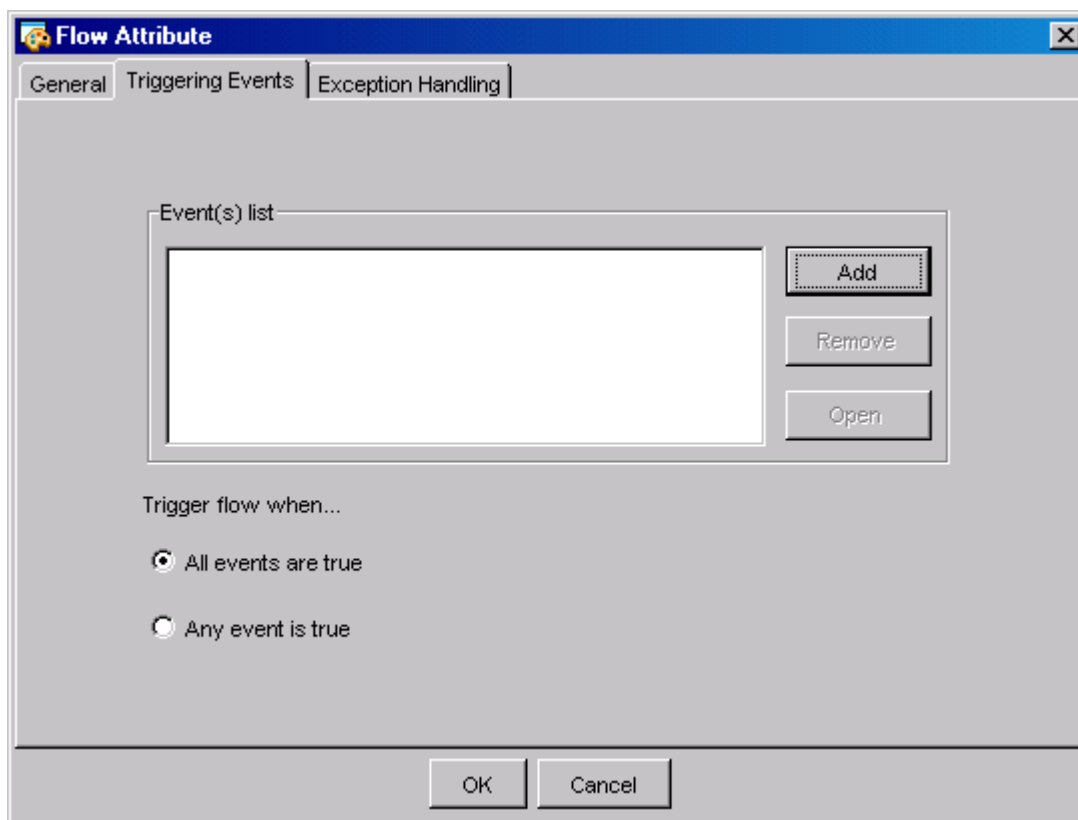 Flow Attribute
General
Triggering Events
Exception Handling
Event(s) list
Add
Remove
Open
Trigger flow when...
All events are true
Any event is true
OK
Cancel